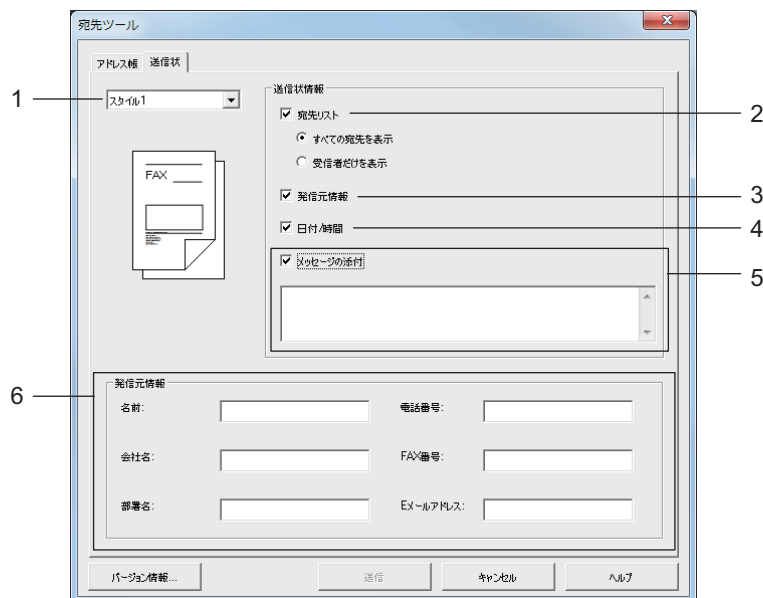 宛先ツール
アドレス帳 送信状
1
スタイル1
FAX
送信状情報
宛先リスト
2
すべての宛先を表示
受信者だけを表示
発信元情報
3
日付/時間
4
メッセージの添付
5
6
発信元情報
名前:
電話番号:
会社名:
FAX番号:
部署名:
Eメールアドレス:
バージョン情報...
送信
キャンセル
ヘルプ